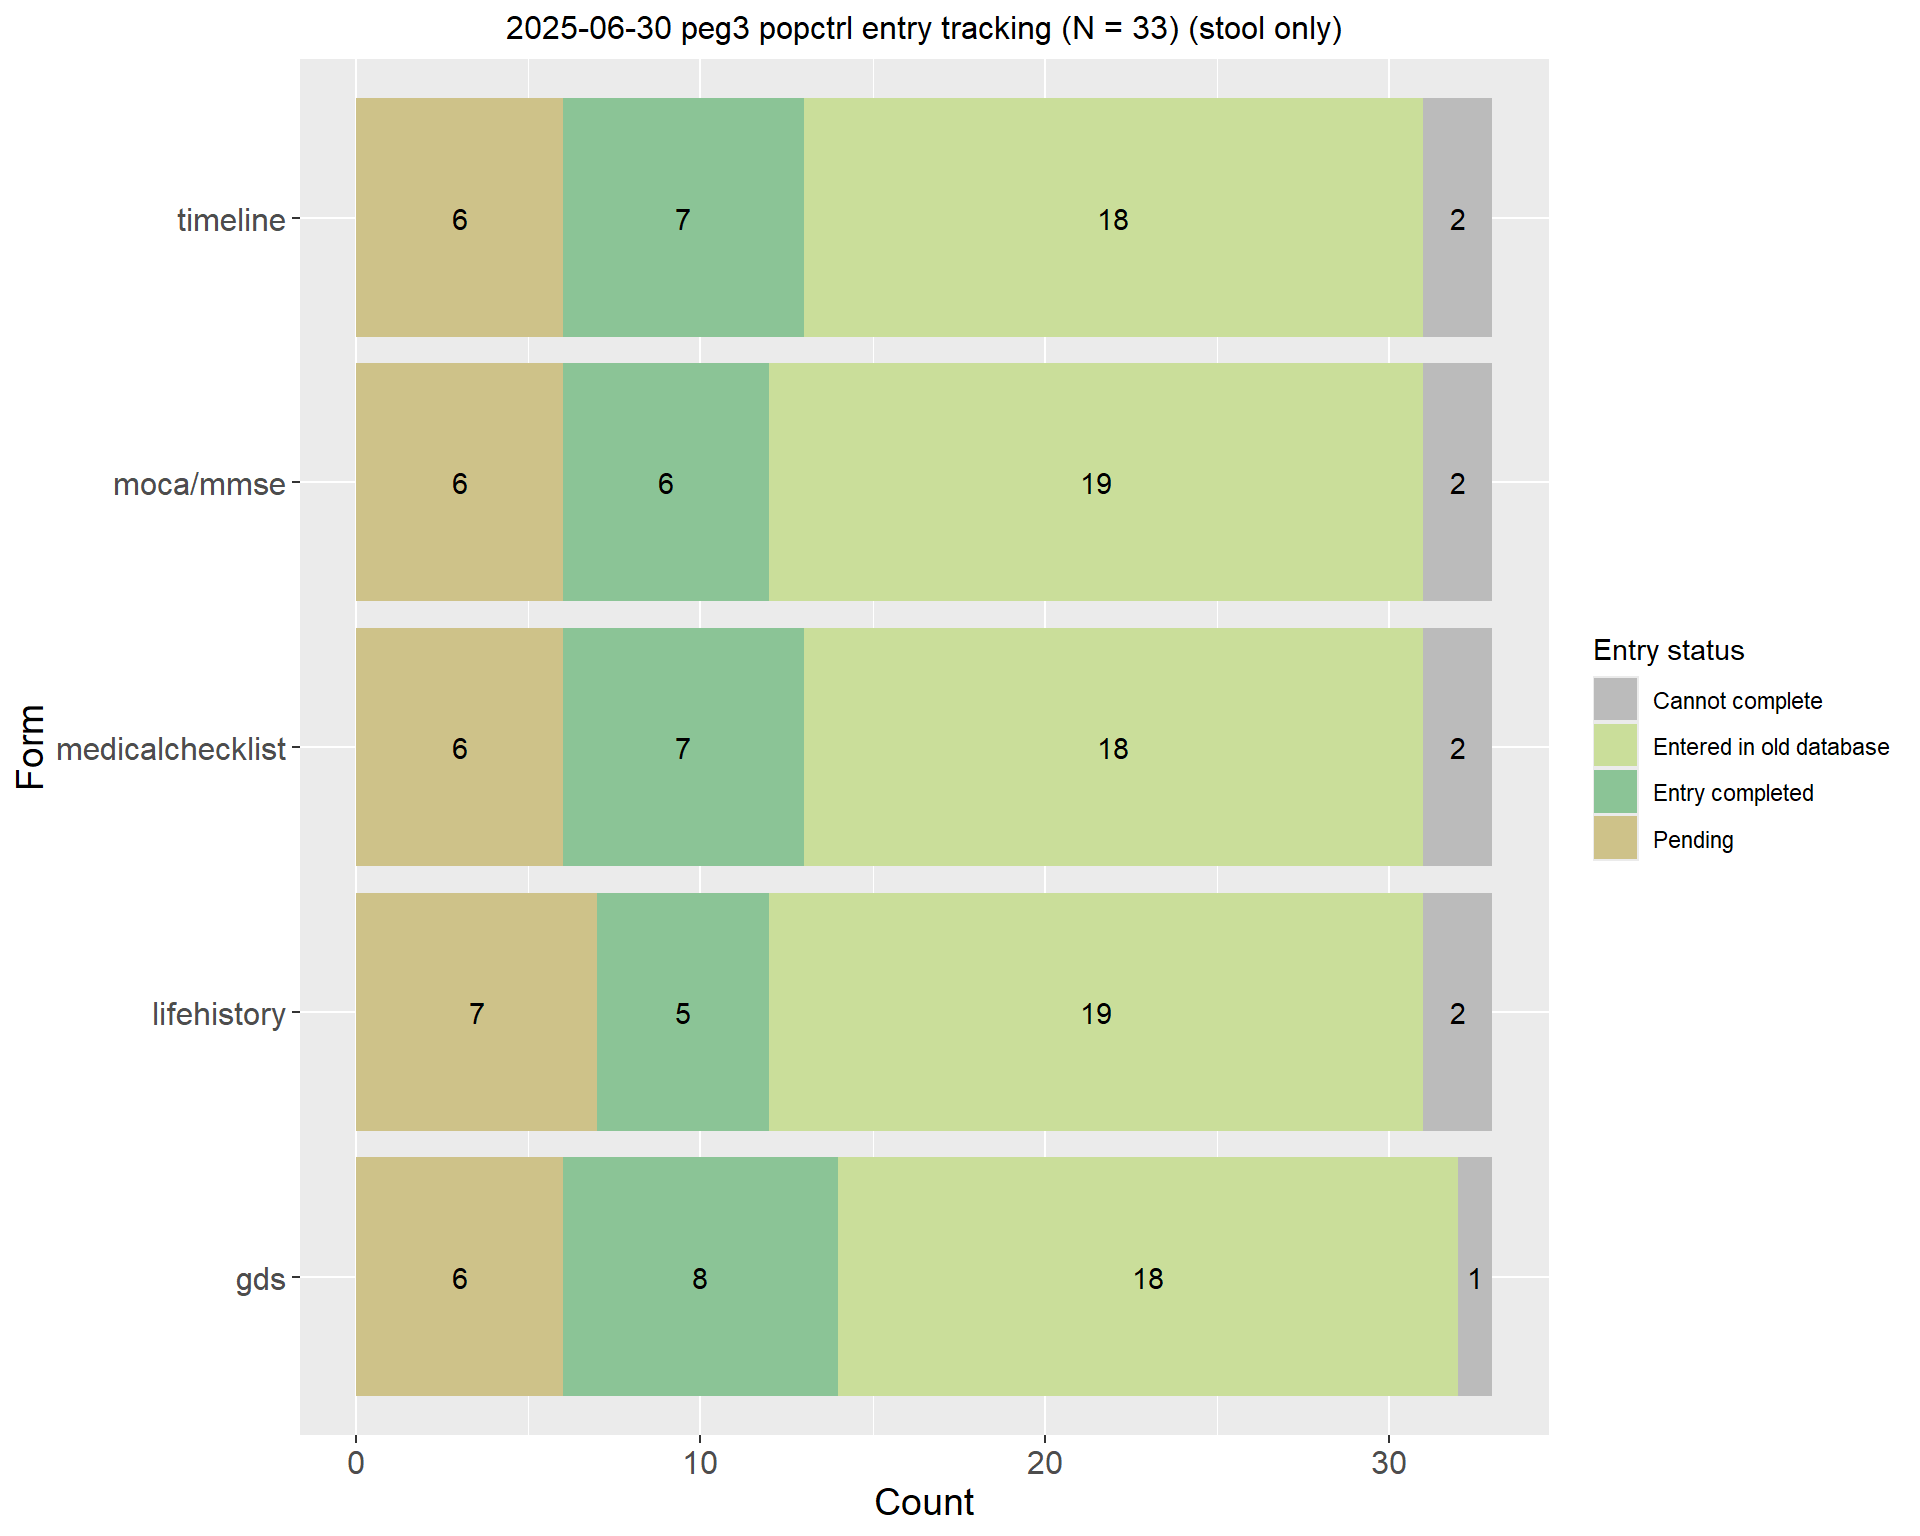 2025-06-30 peg3 popctrl entry tracking (N = 33) (stool only)
Form
timeline
6 7 18 2
moca/mmse
6 6 19 2
medicalchecklist
6 7 18 2
lifehistory
7 5 19 2
gds
6 8 18 1
0 10 20 30
Count
Entry status
Cannot complete
Entered in old database
Entry completed
Pending